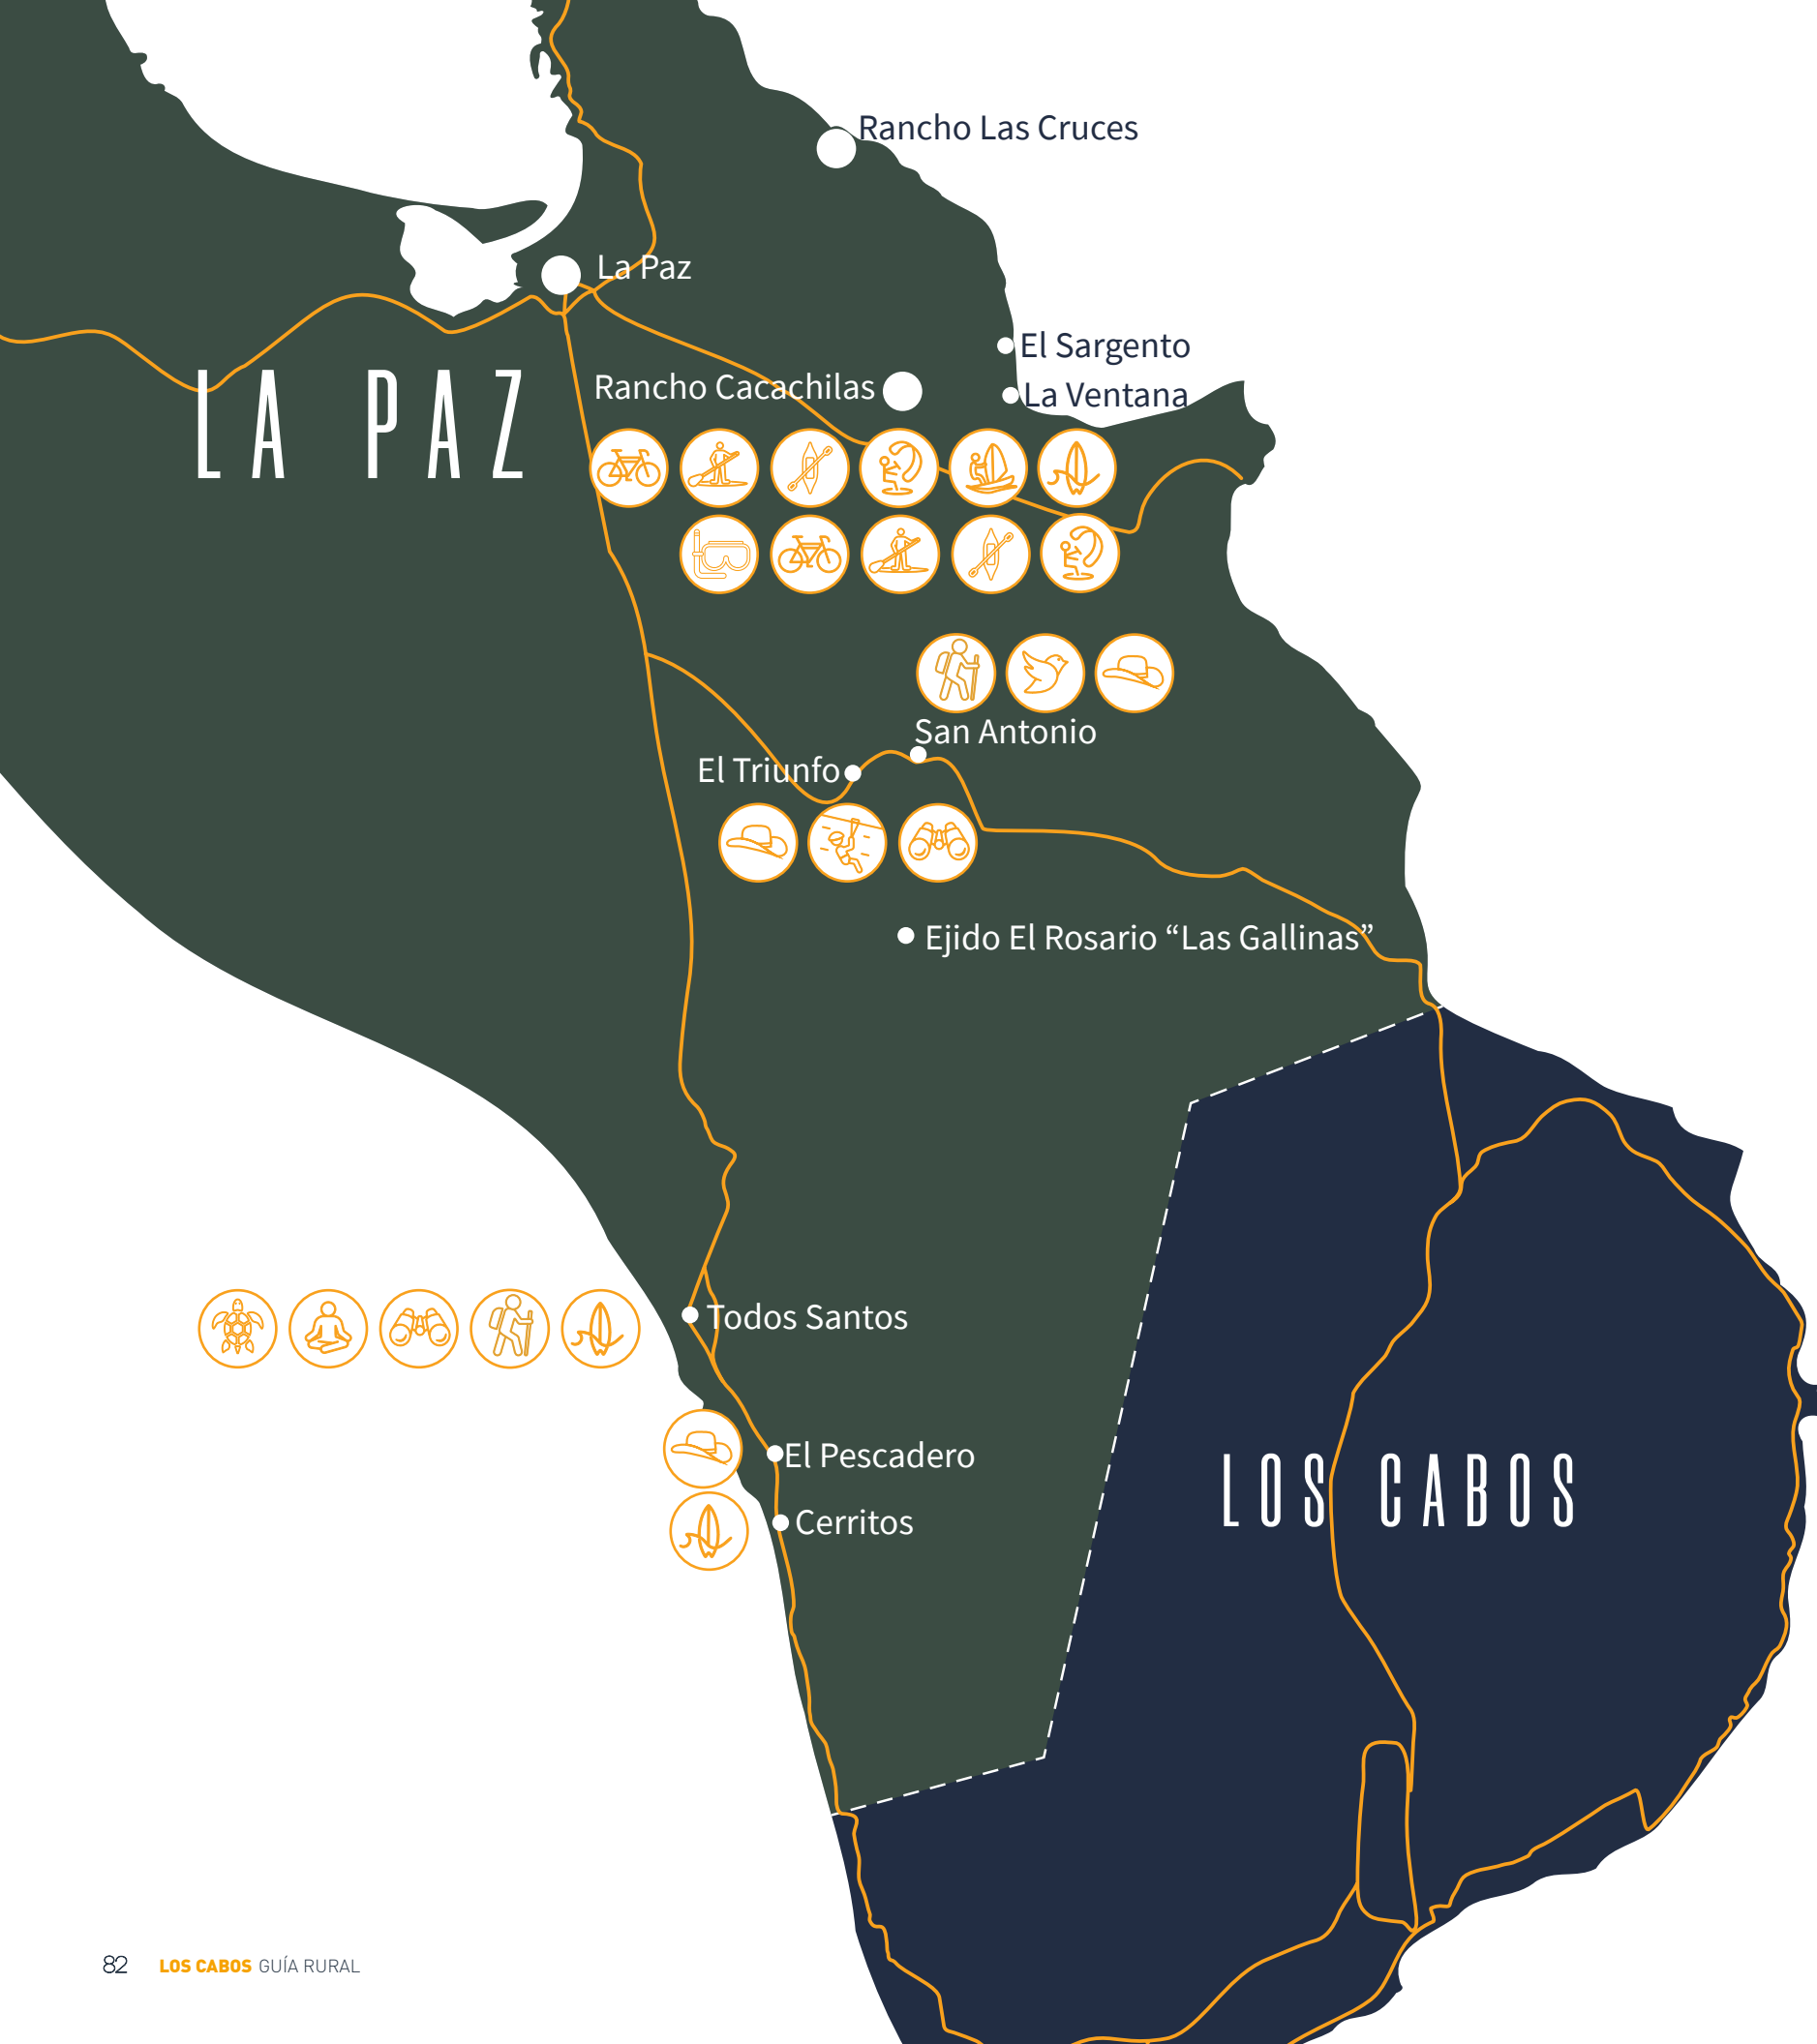 Rancho Las Cruces
La Paz
El Sargento
Rancho Cacachilas
La Ventana
LA PAZ
San Antonio
El Triunfo
Ejido El Rosario “Las Gallinas”
Todos Santos
El Pescadero
LOS CABOS
Cerritos
82 LOS CABOS GUÍA RURAL